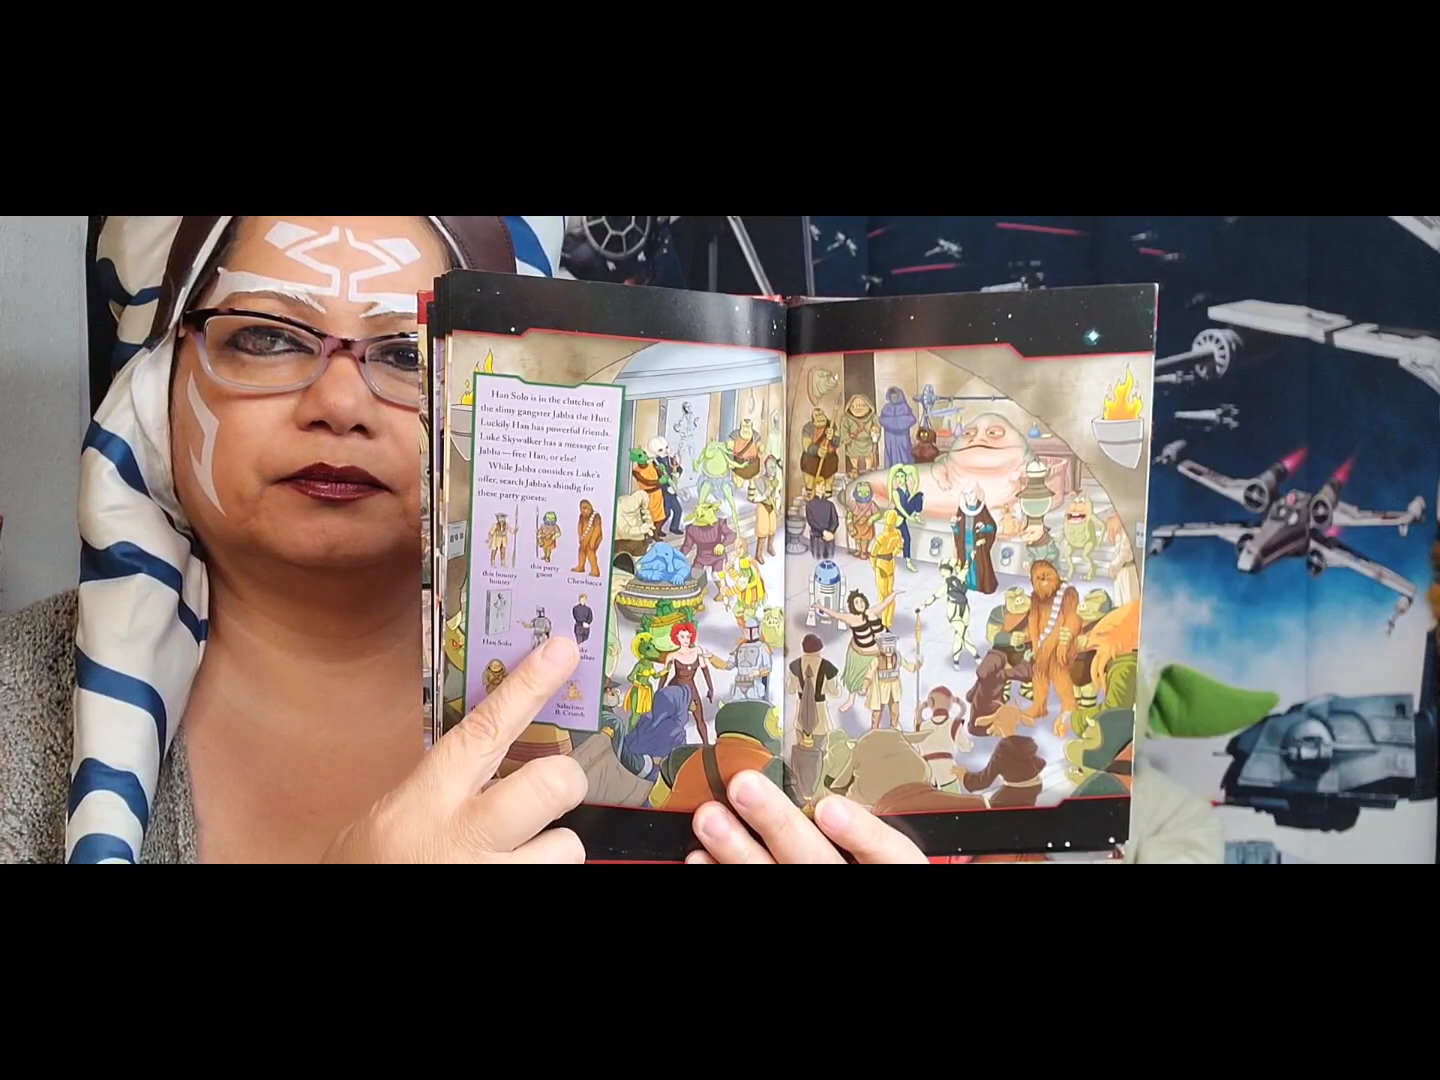 Han Solo is in the clutches of
the slimy gangster Jabba the Hutt.
Luckily Han has powerful friends.
Luke Skywalker has a message for
Jabba—free Han, or else!
While Jabba considers Luke's
offer, search Jabba's shindig for
these party guests:
this bounty
hunter
this party
guest
Chewbacca
Han Solo
Salacious
B. Crumb